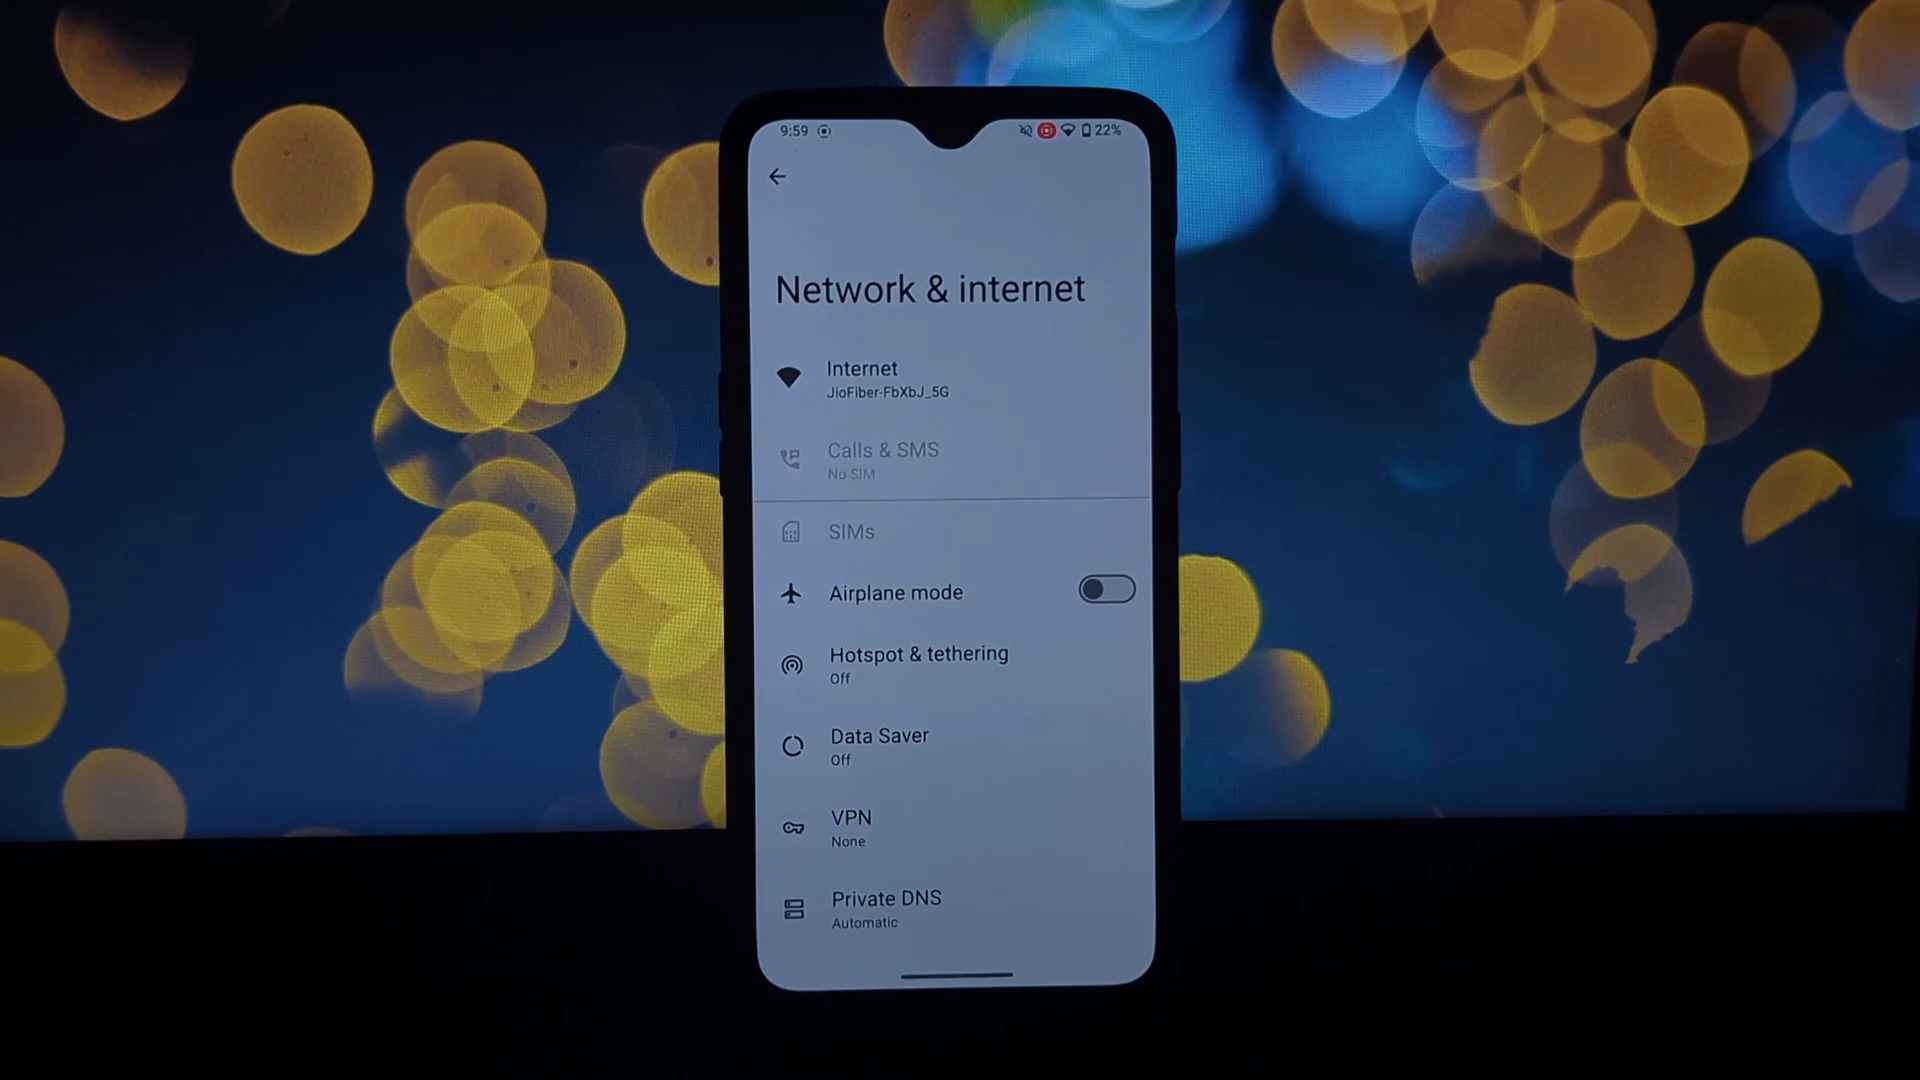 9:59 22%
Network & internet
Internet
JioFiber-FbXbJ_5G
Calls & SMS
No SIM
SIMs
Airplane mode
Hotspot & tethering
Off
Data Saver
Off
VPN
None
Private DNS
Automatic